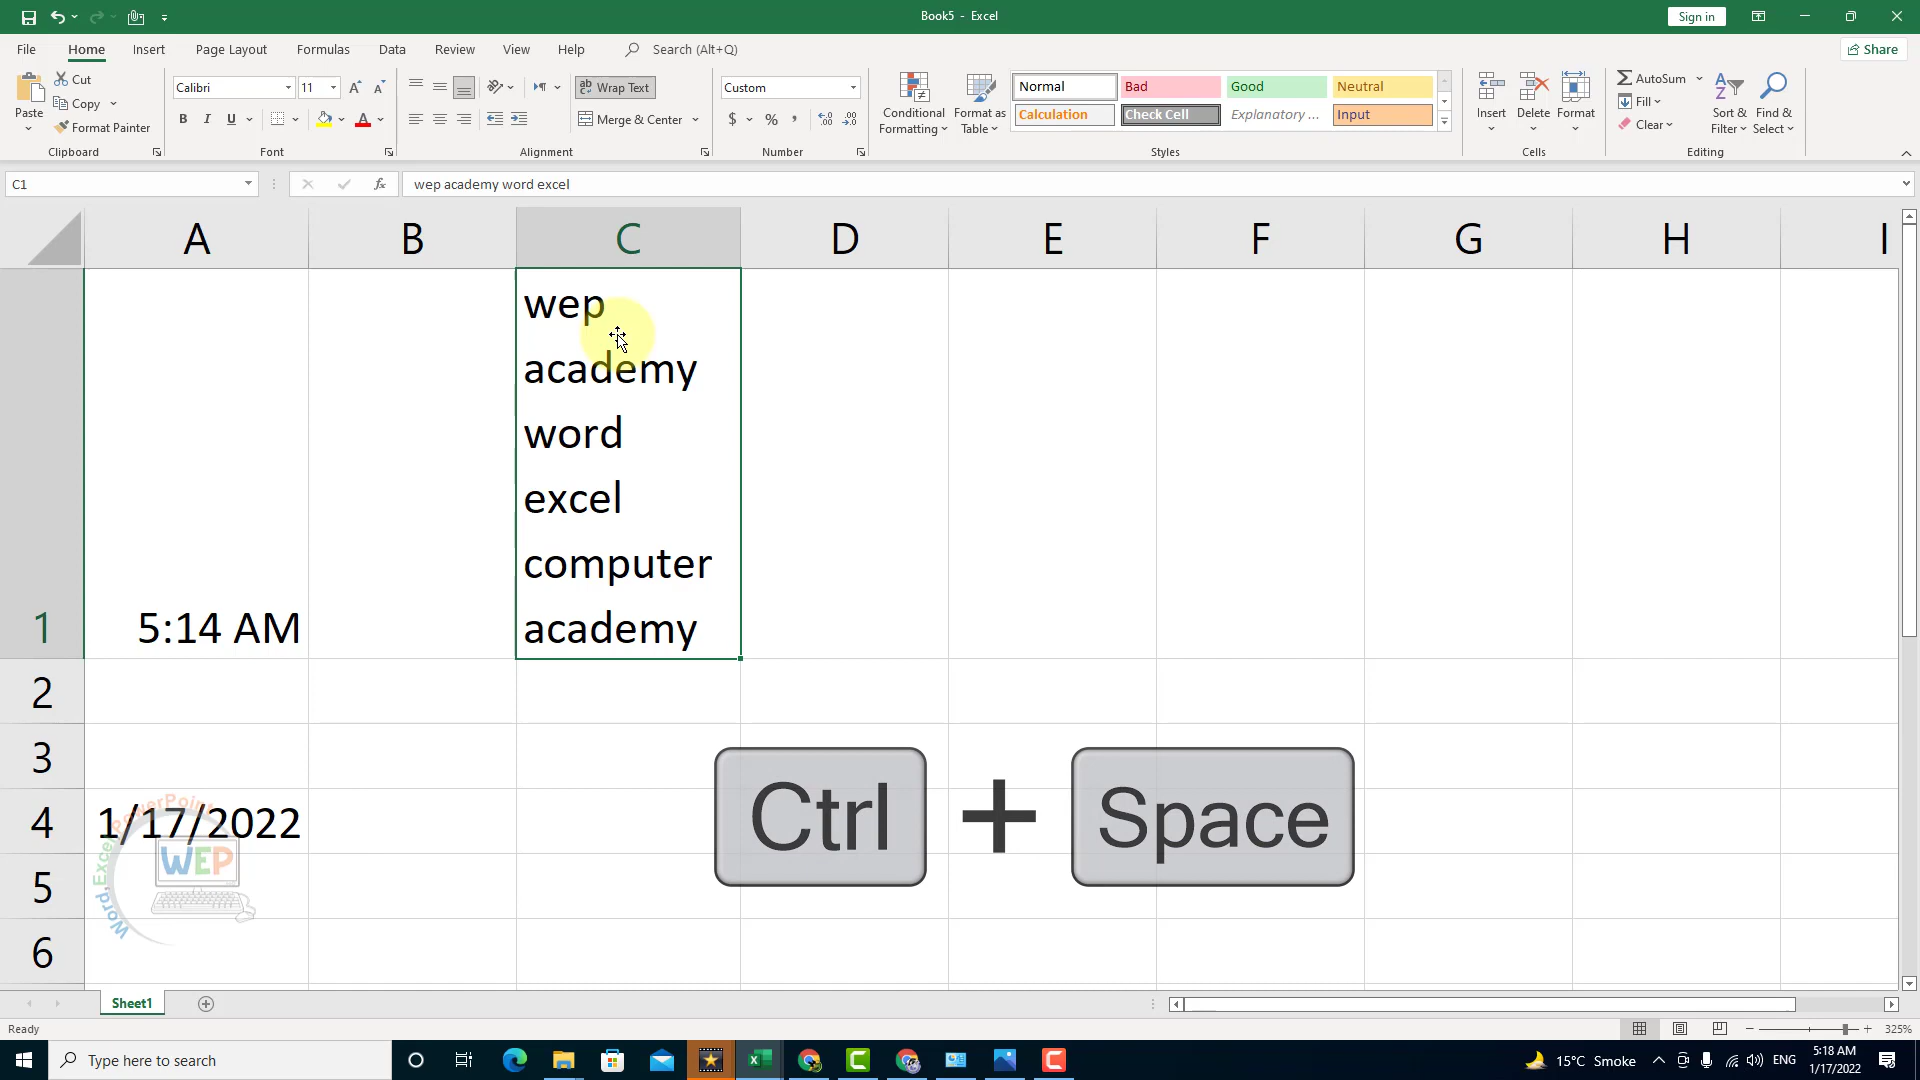 Book5 - Excel
Sign in
File Home Insert Page Layout Formulas Data Review View Help Search (Alt+Q)
Share
Paste
Cut
Copy
Format Painter
Clipboard
Calibri 11
B I U
Font
Wrap Text
Merge & Center
Alignment
Custom
$ % ,
Number
Conditional Formatting
Format as Table
Normal Bad Good Neutral
Calculation Check Cell Explanatory ... Input
Styles
Insert Delete Format
Cells
AutoSum
Fill
Clear
Sort & Filter
Find & Select
Editing
C1
fx
wep academy word excel
A B C D E F G H I
wep
academy
word
excel
computer
academy
1 5:14 AM
2
3
4 1/17/2022
5
6
Ctrl + Space
Word, Excel PowerPoint
WEP
Sheet1
Ready
325%
Type here to search
15°C Smoke
ENG
5:18 AM
1/17/2022